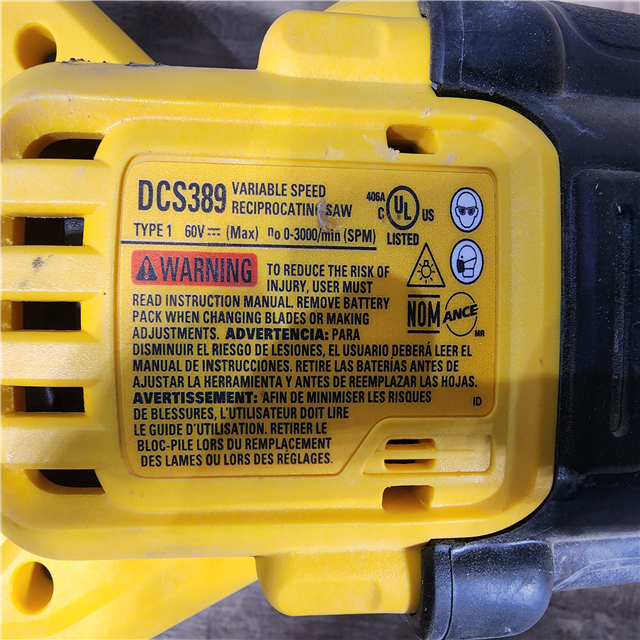 DCS389 VARIABLE SPEED
RECIPROCATING SAW
TYPE 1 60V⎓ (Max) n0 0-3000/min (SPM)
406A
C UL US
LISTED
WARNING TO REDUCE THE RISK OF
INJURY, USER MUST
READ INSTRUCTION MANUAL. REMOVE BATTERY
PACK WHEN CHANGING BLADES OR MAKING
ADJUSTMENTS. ADVERTENCIA: PARA
DISMINUIR EL RIESGO DE LESIONES, EL USUARIO DEBERÁ LEER EL
MANUAL DE INSTRUCCIONES. RETIRE LAS BATERÍAS ANTES DE
AJUSTAR LA HERRAMIENTA Y ANTES DE REEMPLAZAR LAS HOJAS.
AVERTISSEMENT: AFIN DE MINIMISER LES RISQUES
DE BLESSURES, L'UTILISATEUR DOIT LIRE
LE GUIDE D'UTILISATION. RETIRER LE
BLOC-PILE LORS DU REMPLACEMENT
DES LAMES OU LORS DES RÉGLAGES.
NOM ANCE
MR
ID